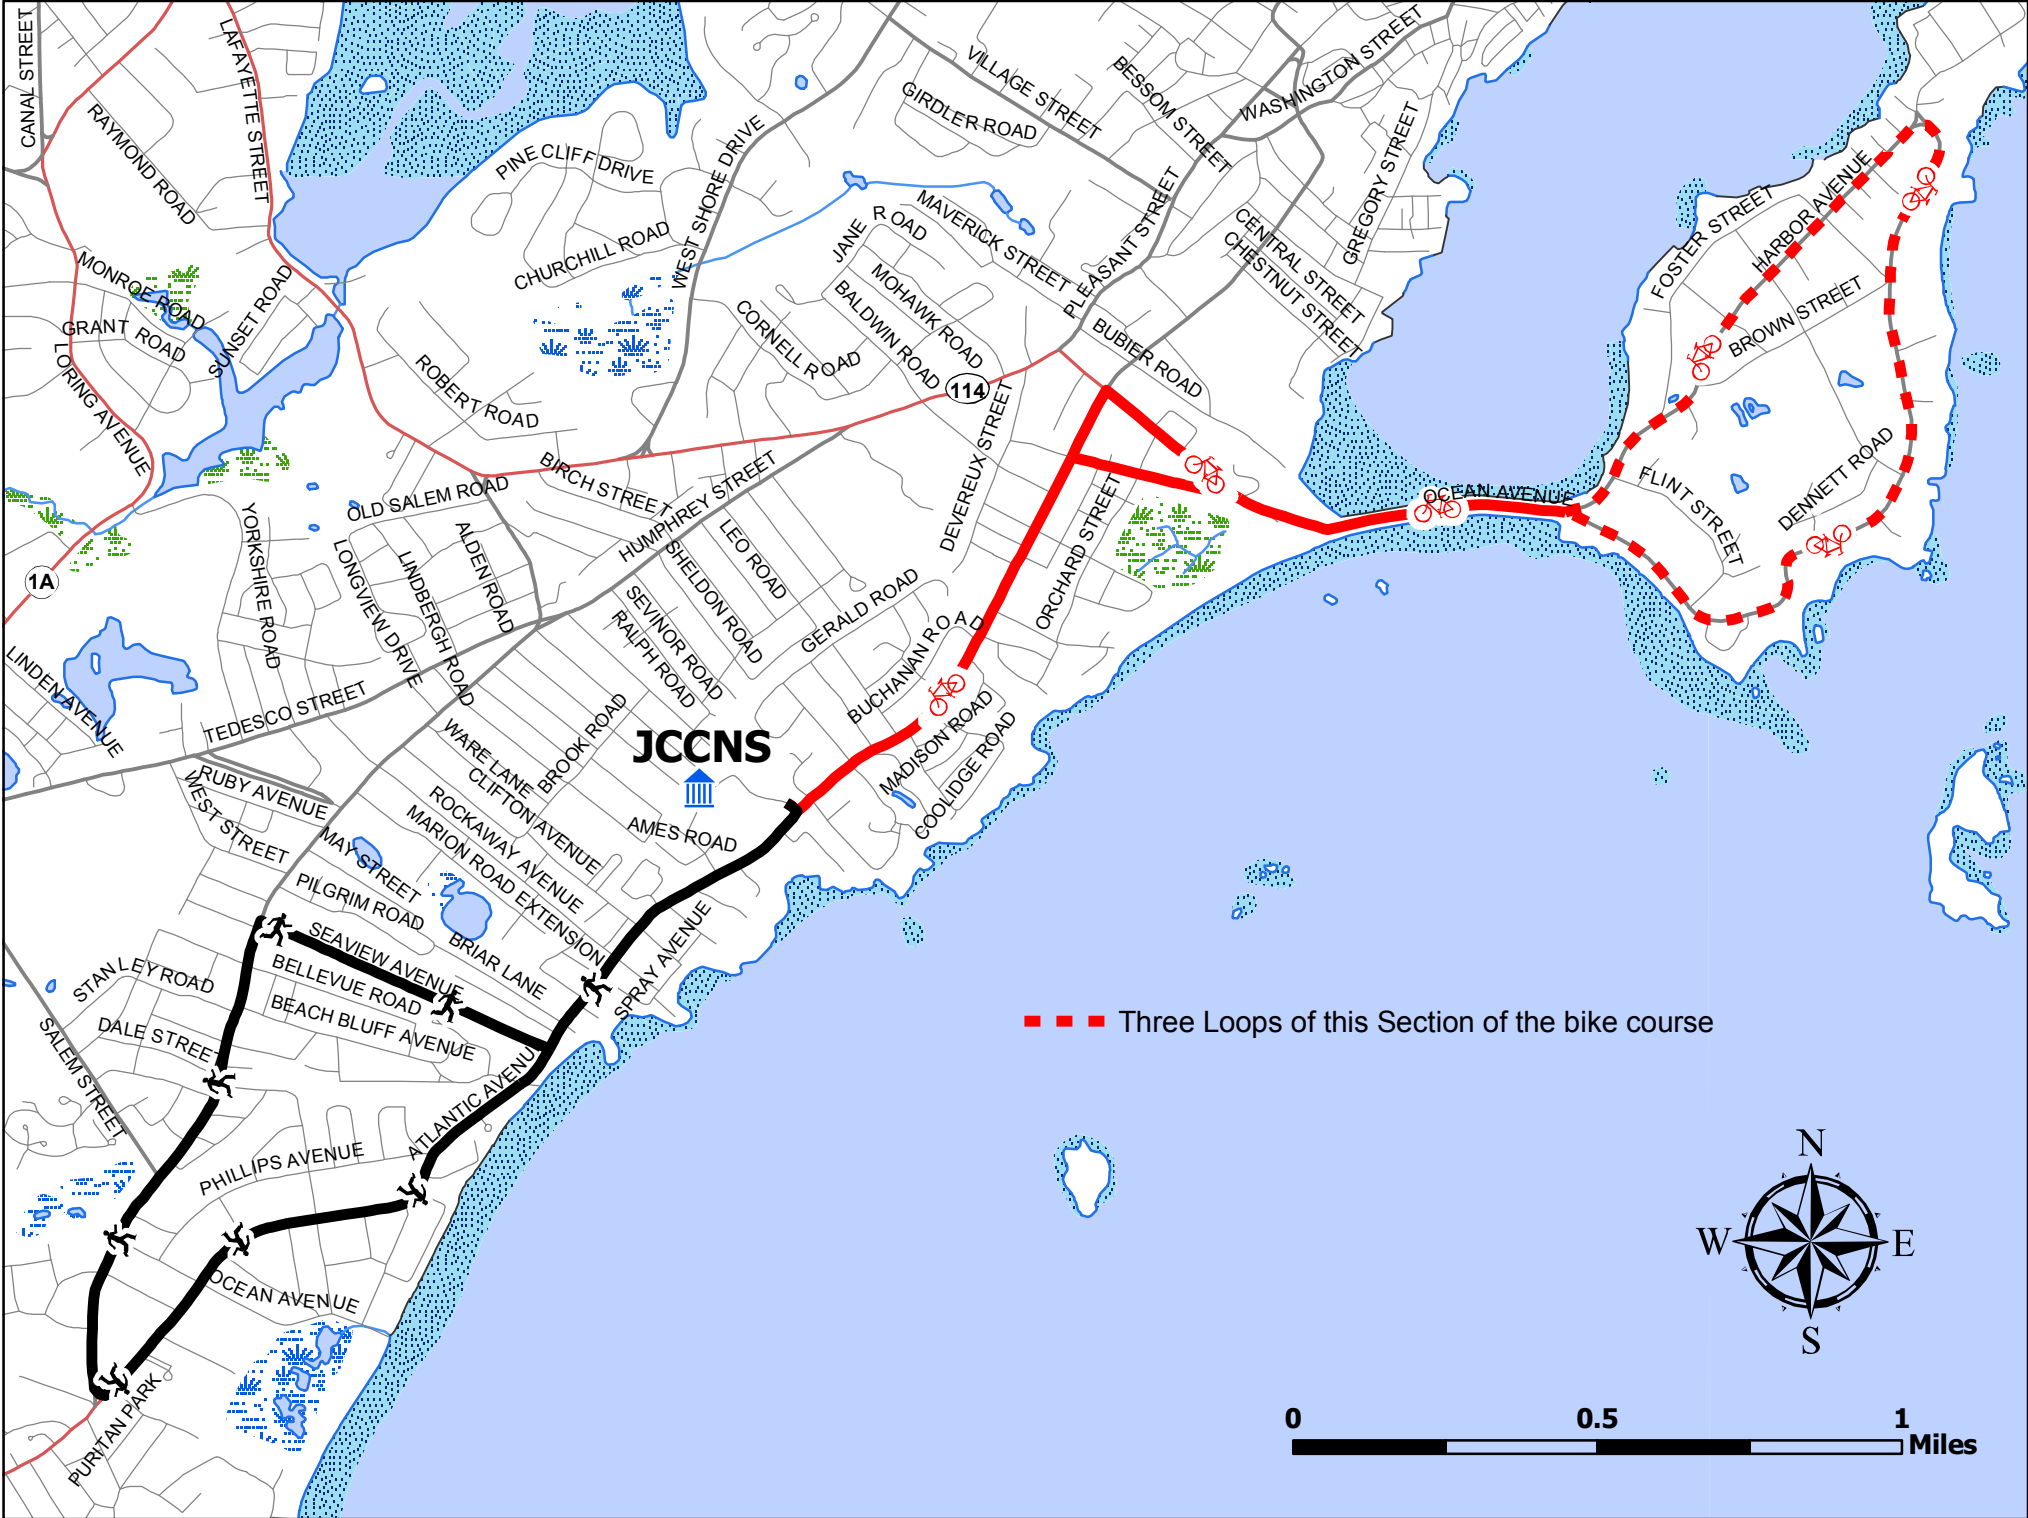 CANAL STREET
LAFAYETTE STREET
RAYMOND ROAD
VILLAGE STREET
BESSOM STREET
WASHINGTON STREET
GIRDLER ROAD
GREGORY STREET
PINE CLIFF DRIVE
WEST SHORE DRIVE
CHURCHILL ROAD
JANE ROAD
MAVERICK STREET
PLEASANT STREET
CENTRAL STREET
CHESTNUT STREET
FOSTER STREET
HARBOR AVENUE
BROWN STREET
MONROE ROAD
GRANT ROAD
SUNSET ROAD
LORING AVENUE
MOHAWK ROAD
BALDWIN ROAD
CORNELL ROAD
BUBIER ROAD
ROBERT ROAD
114
DEVEREUX STREET
BIRCH STREET
HUMPHREY STREET
OLD SALEM ROAD
OCEAN AVENUE
FLINT STREET
DENNETT ROAD
1A
YORKSHIRE ROAD
LONGVIEW DRIVE
LINDBERGH ROAD
ALDEN ROAD
LEO ROAD
SHELDON ROAD
SEVINOR ROAD
RALPH ROAD
GERALD ROAD
ORCHARD STREET
BUCHANAN ROAD
LINDEN AVENUE
TEDESCO STREET
WARE LANE
BROOK ROAD
CLIFTON AVENUE
JCCNS
MADISON ROAD
COOLIDGE ROAD
RUBY AVENUE
WEST STREET
MAY STREET
ROCKAWAY AVENUE
MARION ROAD EXTENSION
AMES ROAD
PILGRIM ROAD
SEAVIEW AVENUE
BRIAR LANE
SPRAY AVENUE
STANLEY ROAD
BELLEVUE ROAD
BEACH BLUFF AVENUE
DALE STREET
SALEM STREET
ATLANTIC AVENU
Three Loops of this Section of the bike course
PHILLIPS AVENUE
OCEAN AVENUE
PURITAN PARK
N
W E
S
0 0.5 1
Miles